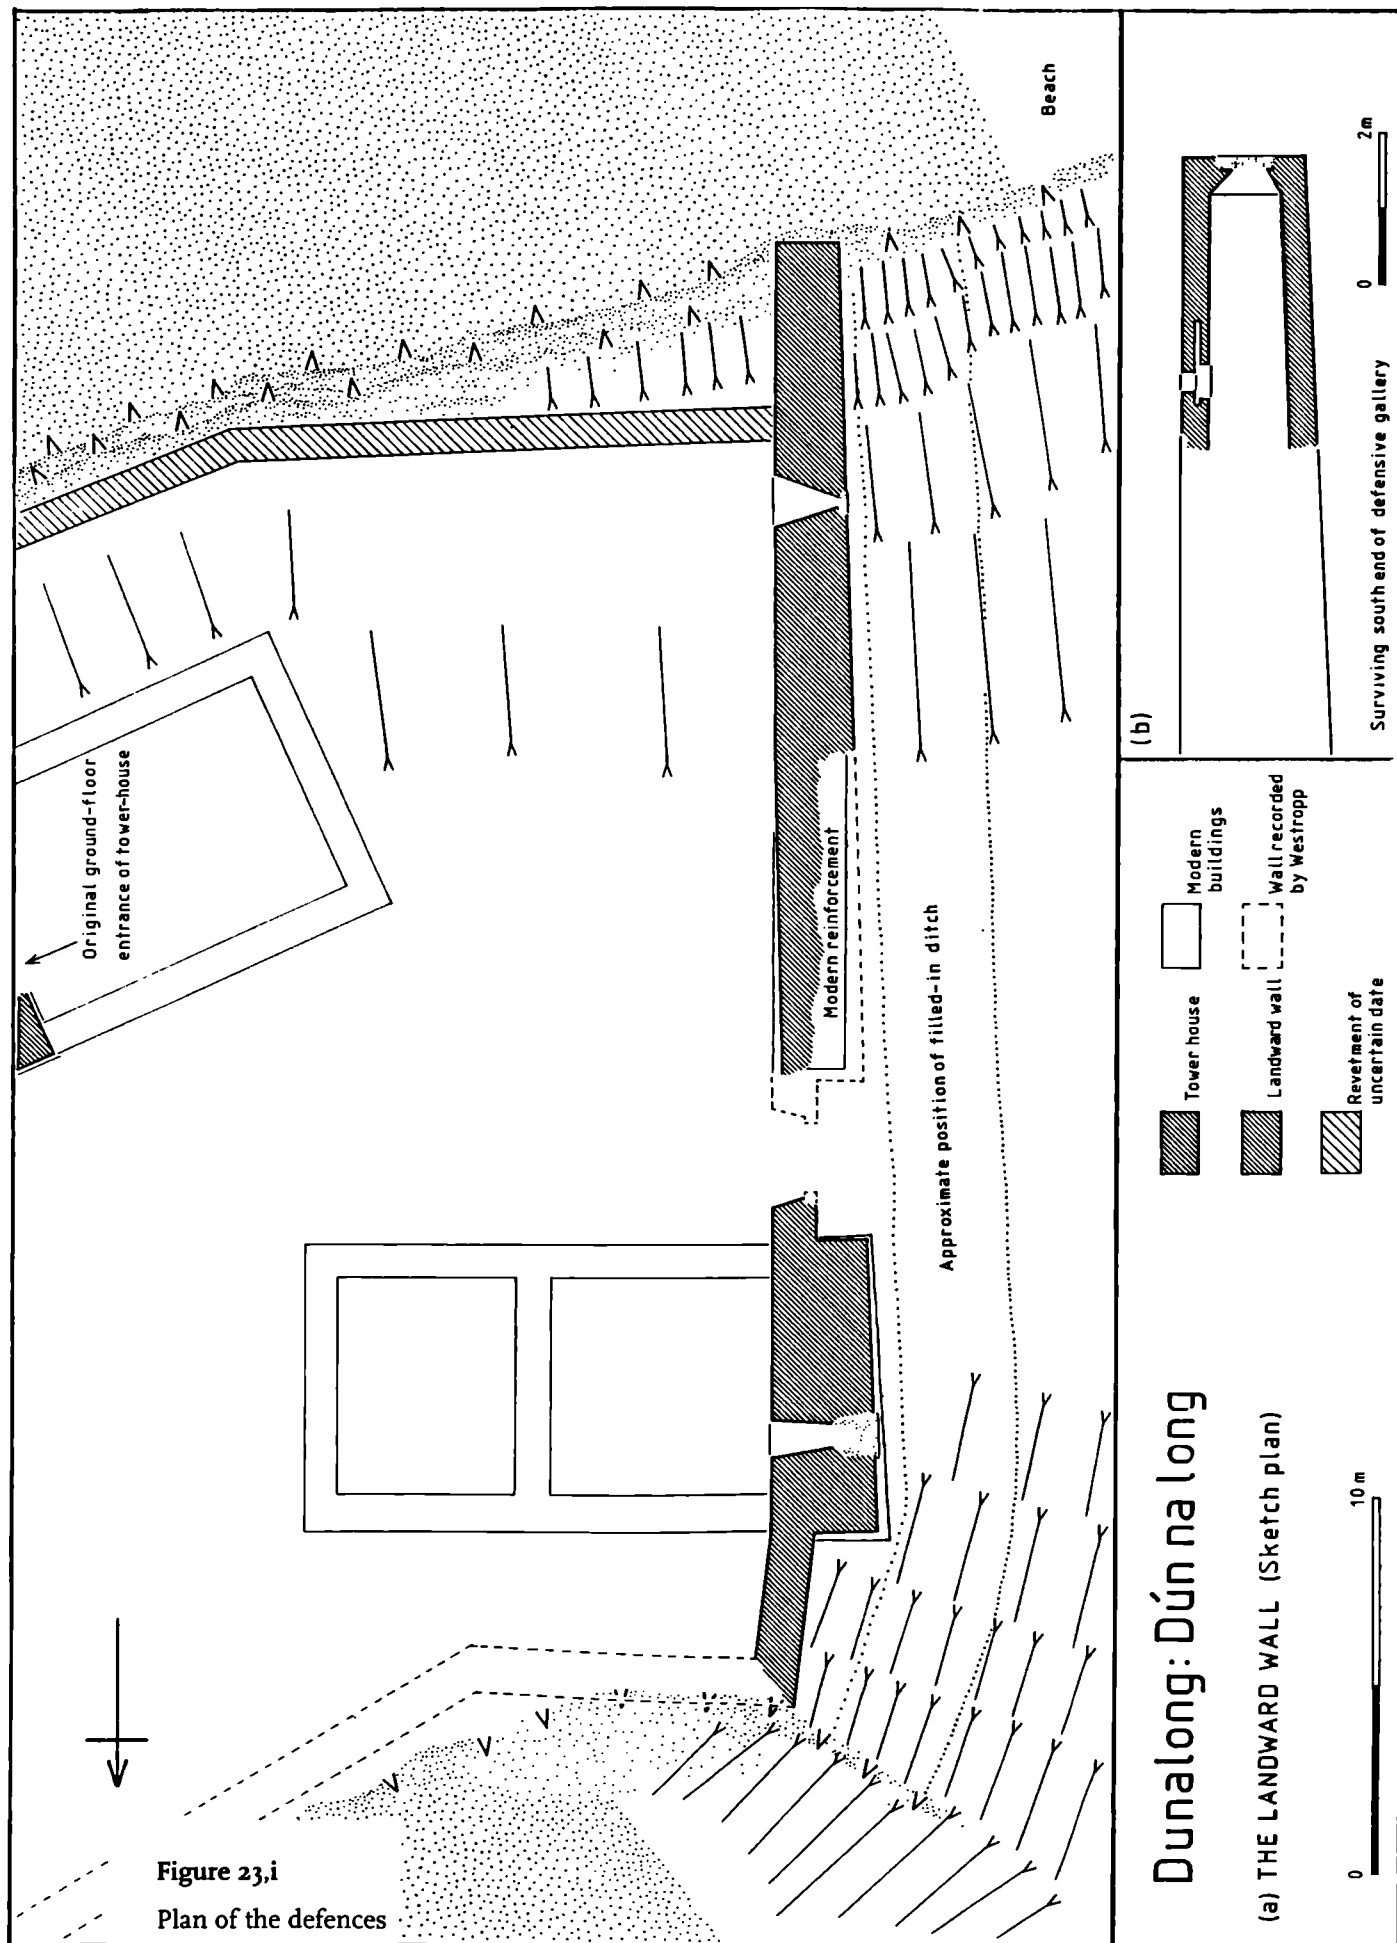 Beach
Original ground-floor
entrance of tower-house
Modern reinforcement
Approximate position of filled-in ditch
Figure 23,i
Plan of the defences
Dunalong: Dún na long
(a) THE LANDWARD WALL (Sketch plan)
0
10m
Tower house
Landward wall
Revetment of
uncertain date
Modern
buildings
Wall recorded
by Westropp
(b)
0
2m
Surviving south end of defensive gallery